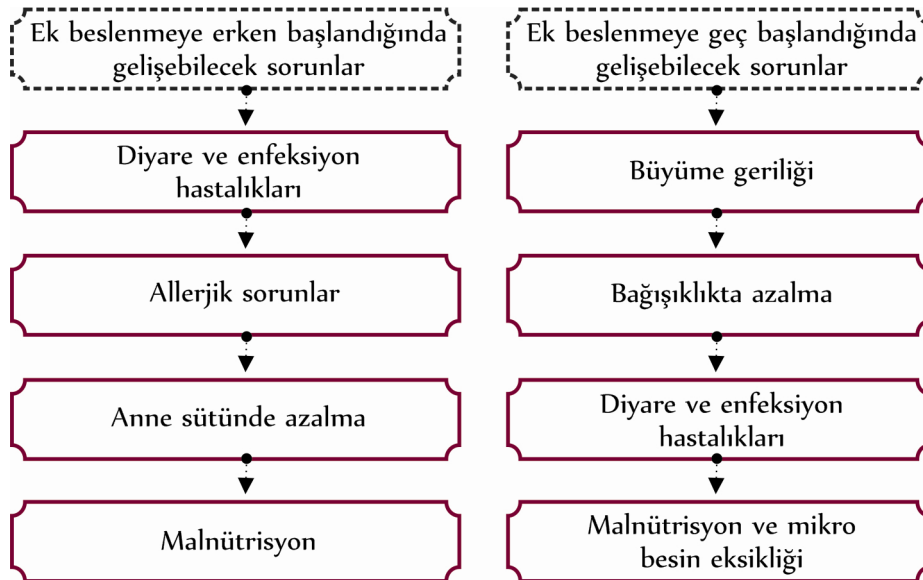 Ek beslenmeye erken başlandığında
gelişebilecek sorunlar
Diyare ve enfeksiyon
hastalıkları
Allerjik sorunlar
Anne sütünde azalma
Malnütrisyon
Ek beslenmeye geç başlandığında
gelişebilecek sorunlar
Büyüme geriliği
Bağışıklıkta azalma
Diyare ve enfeksiyon
hastalıkları
Malnütrisyon ve mikro
besin eksikliği